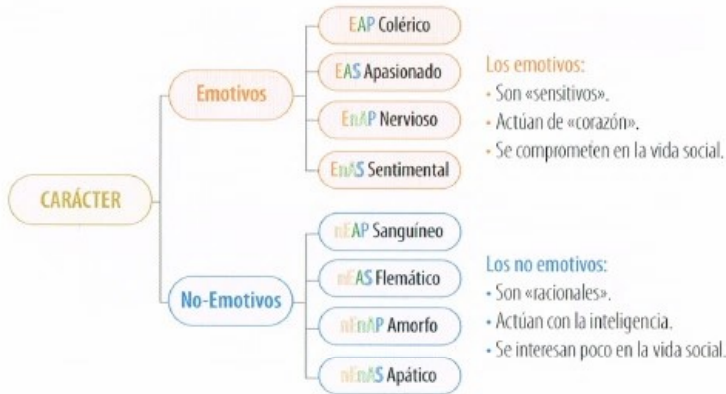 CARÁCTER
Emotivos
EAP Colérico
EAS Apasionado
EnAP Nervioso
EnAS Sentimental
Los emotivos:
• Son «sensitivos».
• Actúan de «corazón».
• Se comprometen en la vida social.
No-Emotivos
nEAP Sanguíneo
nEAS Flemático
nEnAP Amorfo
nEnAS Apático
Los no emotivos:
• Son «racionales».
• Actúan con la inteligencia.
• Se interesan poco en la vida social.